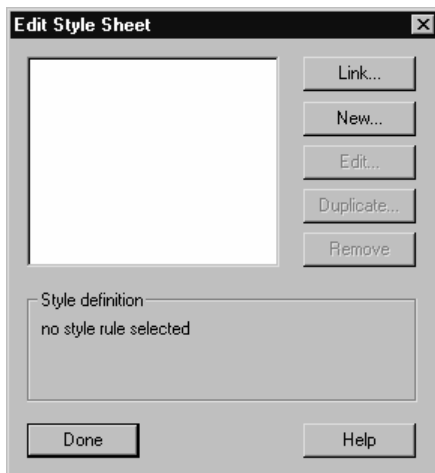 Edit Style Sheet
Link...
New...
Edit...
Duplicate...
Remove
Style definition
no style rule selected
Done
Help